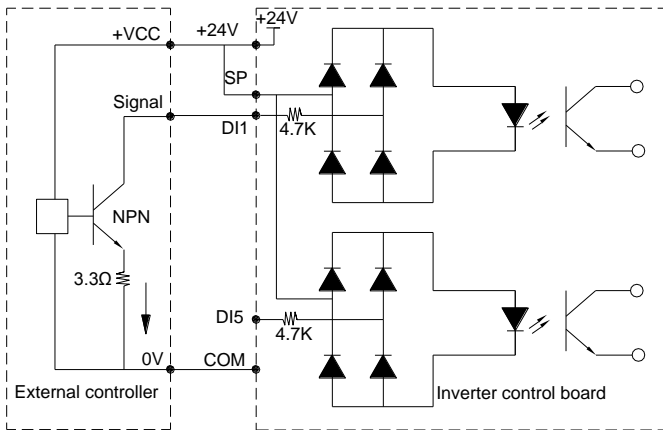 +VCC
+24V
+24V
SP
Signal
DI1
4.7K
NPN
3.3Ω
DI5
4.7K
0V
COM
External controller
Inverter control board